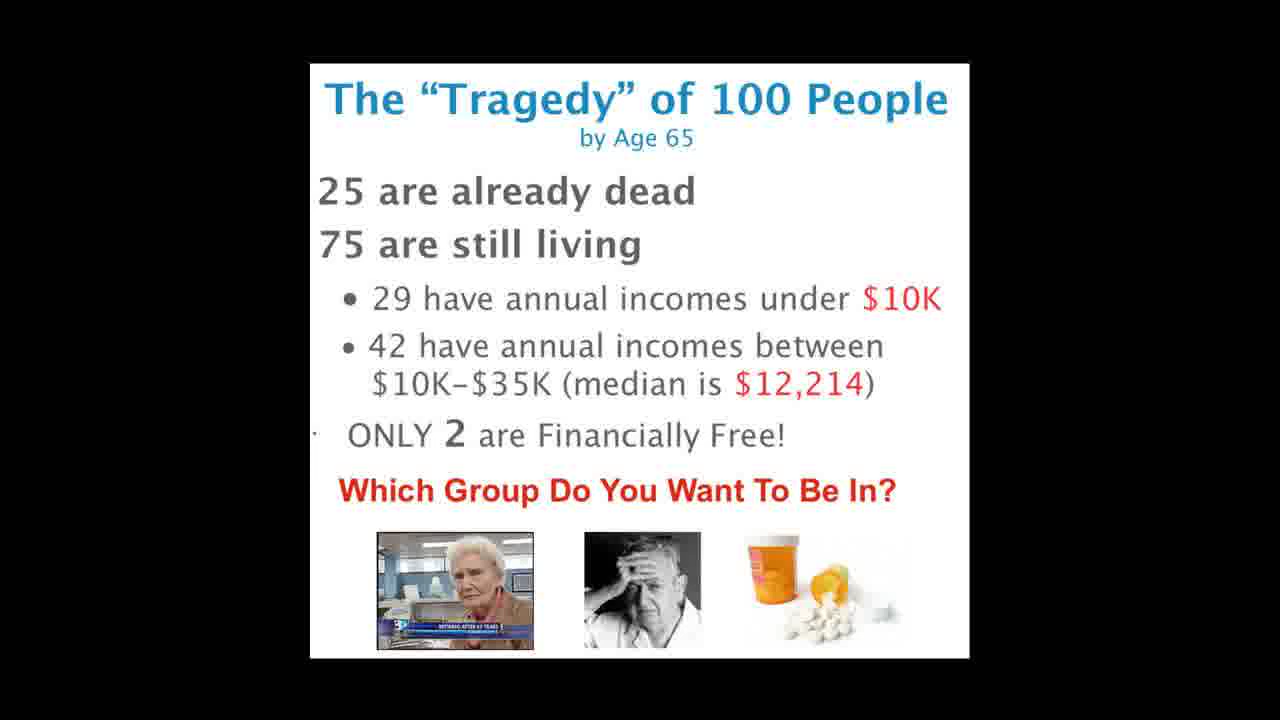 The “Tragedy” of 100 People
by Age 65
25 are already dead
75 are still living
• 29 have annual incomes under $10K
• 42 have annual incomes between
$10K-$35K (median is $12,214)
ONLY 2 are Financially Free!
Which Group Do You Want To Be In?